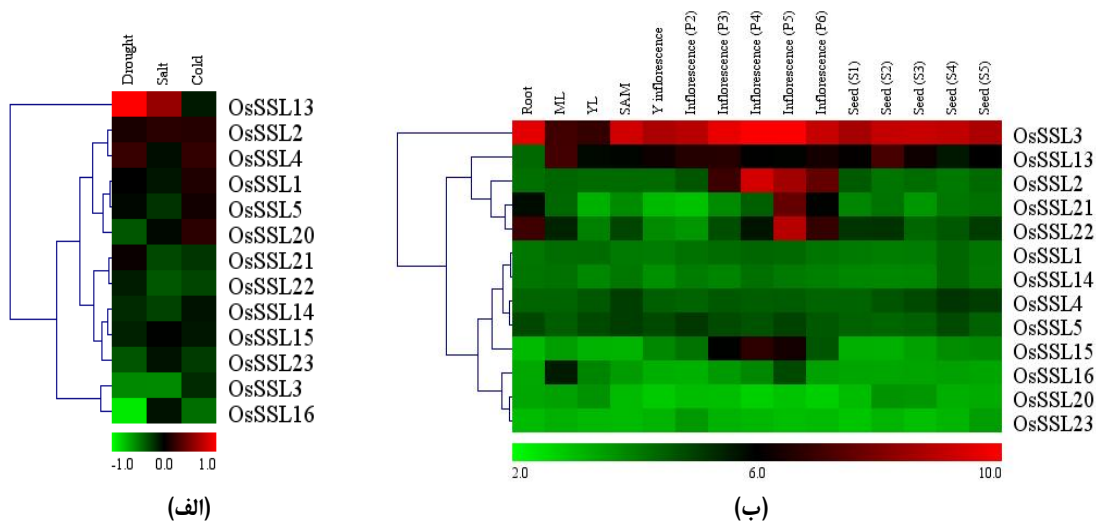 Drought
Salt
Cold
OsSSL13
OsSSL2
OsSSL4
OsSSL1
OsSSL5
OsSSL20
OsSSL21
OsSSL22
OsSSL14
OsSSL15
OsSSL23
OsSSL3
OsSSL16
-1.0 0.0 1.0
(الف)
Root
ML
YL
SAM
Y inflorescence
Inflorescence (P2)
Inflorescence (P3)
Inflorescence (P4)
Inflorescence (P5)
Inflorescence (P6)
Seed (S1)
Seed (S2)
Seed (S3)
Seed (S4)
Seed (S5)
OsSSL3
OsSSL13
OsSSL2
OsSSL21
OsSSL22
OsSSL1
OsSSL14
OsSSL4
OsSSL5
OsSSL15
OsSSL16
OsSSL20
OsSSL23
2.0 6.0 10.0
(ب)